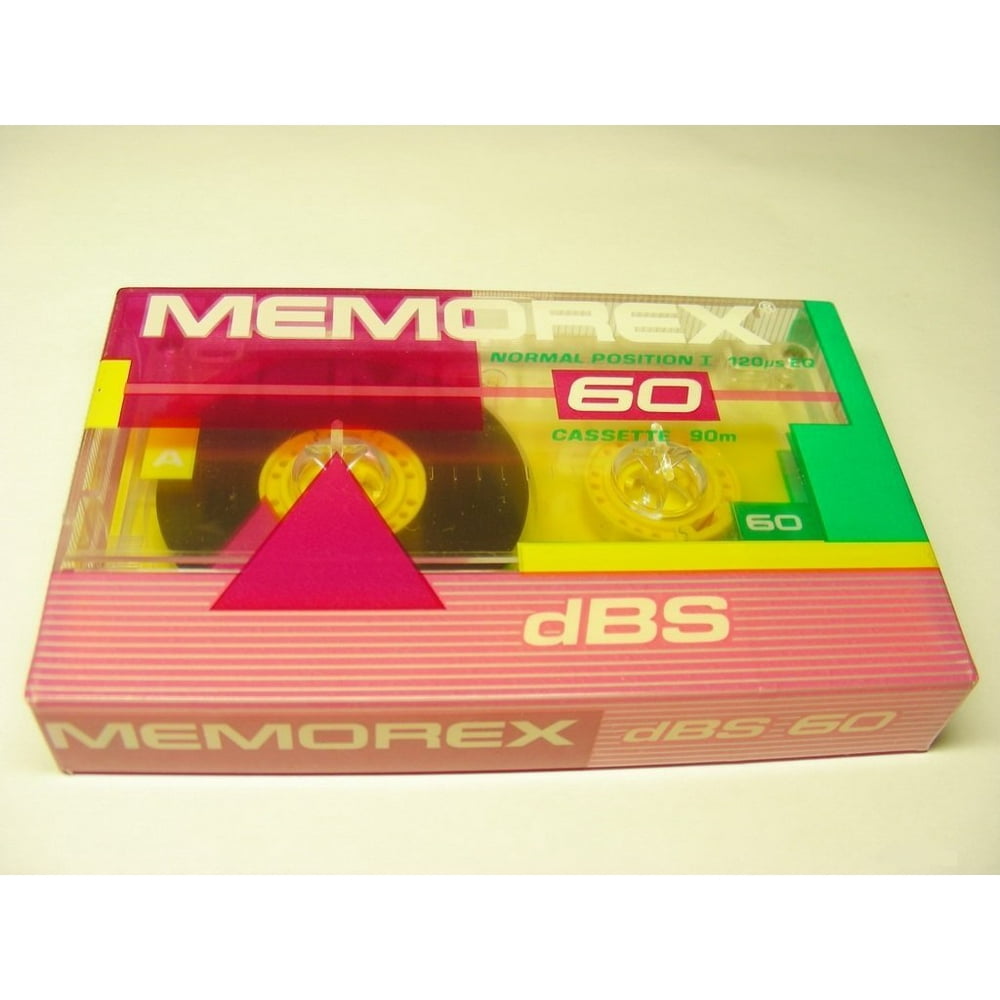 MEMOREX®
NORMAL POSITION I 120µs EQ
60
CASSETTE 90m
A
60
dBS
MEMOREX dBS 60